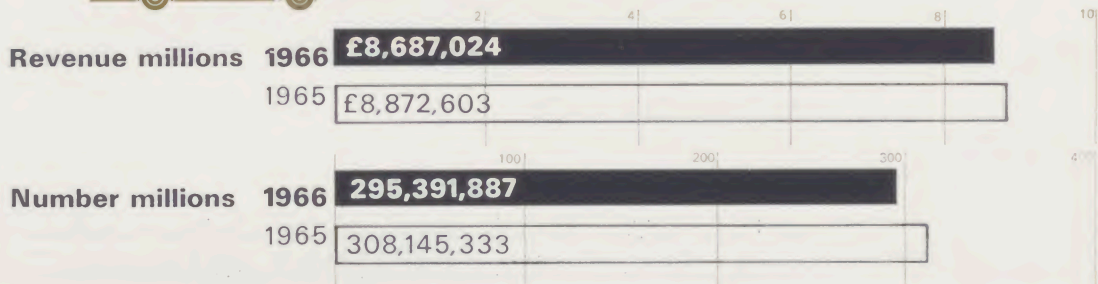 2 4 6 8 10
Revenue millions 1966 £8,687,024
1965 £8,872,603
100 200 300 400
Number millions 1966 295,391,887
1965 308,145,333